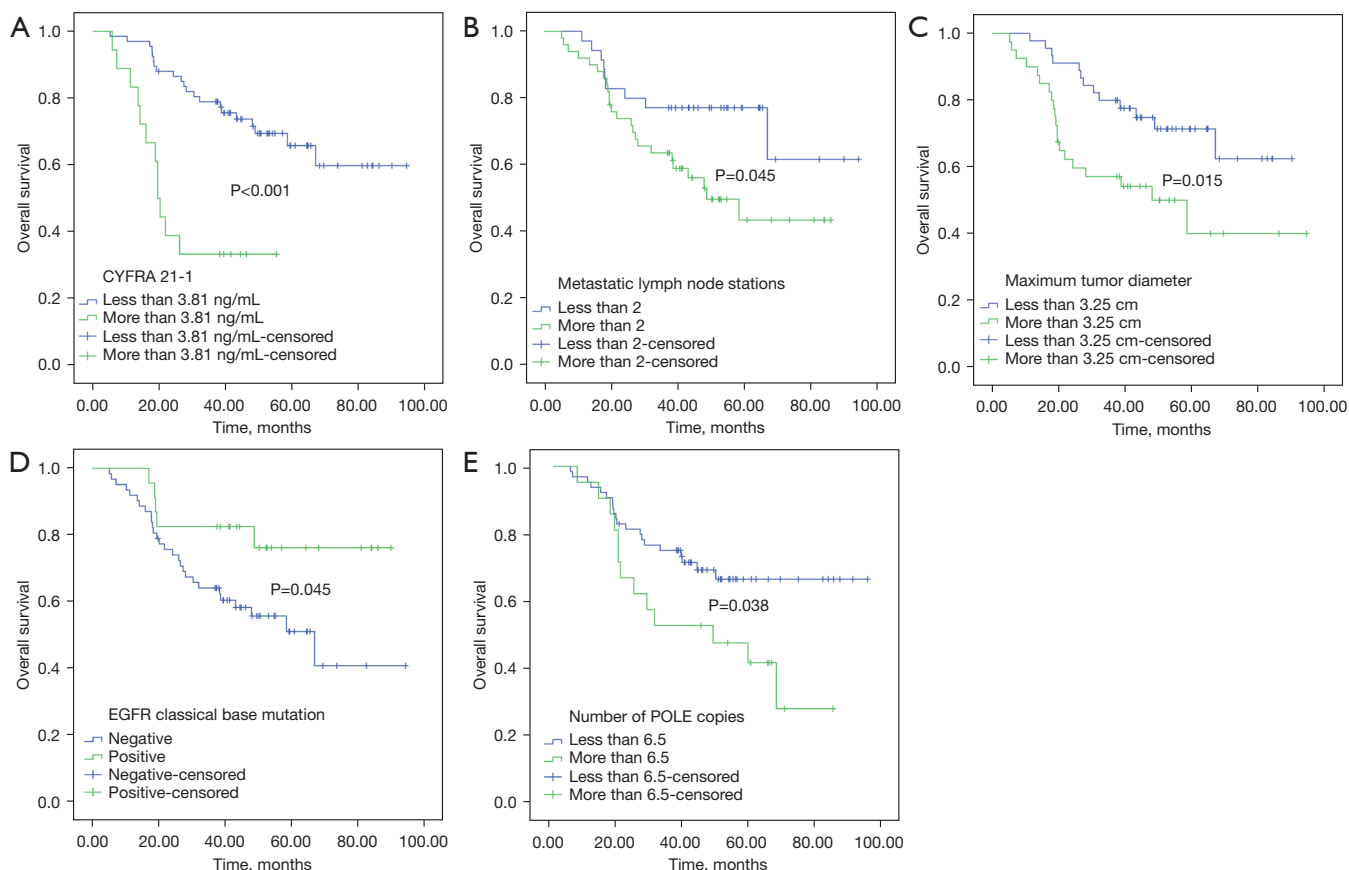 A
1.0
0.8
0.6
0.4
0.2
0.0
Overall survival
P<0.001
CYFRA 21-1
Less than 3.81 ng/mL
More than 3.81 ng/mL
Less than 3.81 ng/mL-censored
More than 3.81 ng/mL-censored
0.00 20.00 40.00 60.00 80.00 100.00
Time, months
B
1.0
0.8
0.6
0.4
0.2
0.0
Overall survival
P=0.045
Metastatic lymph node stations
Less than 2
More than 2
Less than 2-censored
More than 2-censored
0.00 20.00 40.00 60.00 80.00 100.00
Time, months
C
1.0
0.8
0.6
0.4
0.2
0.0
Overall survival
P=0.015
Maximum tumor diameter
Less than 3.25 cm
More than 3.25 cm
Less than 3.25 cm-censored
More than 3.25 cm-censored
0.00 20.00 40.00 60.00 80.00 100.00
Time, months
D
1.0
0.8
0.6
0.4
0.2
0.0
Overall survival
P=0.045
EGFR classical base mutation
Negative
Positive
Negative-censored
Positive-censored
0.00 20.00 40.00 60.00 80.00 100.00
Time, months
E
1.0
0.8
0.6
0.4
0.2
0.0
Overall survival
P=0.038
Number of POLE copies
Less than 6.5
More than 6.5
Less than 6.5-censored
More than 6.5-censored
0.00 20.00 40.00 60.00 80.00 100.00
Time, months